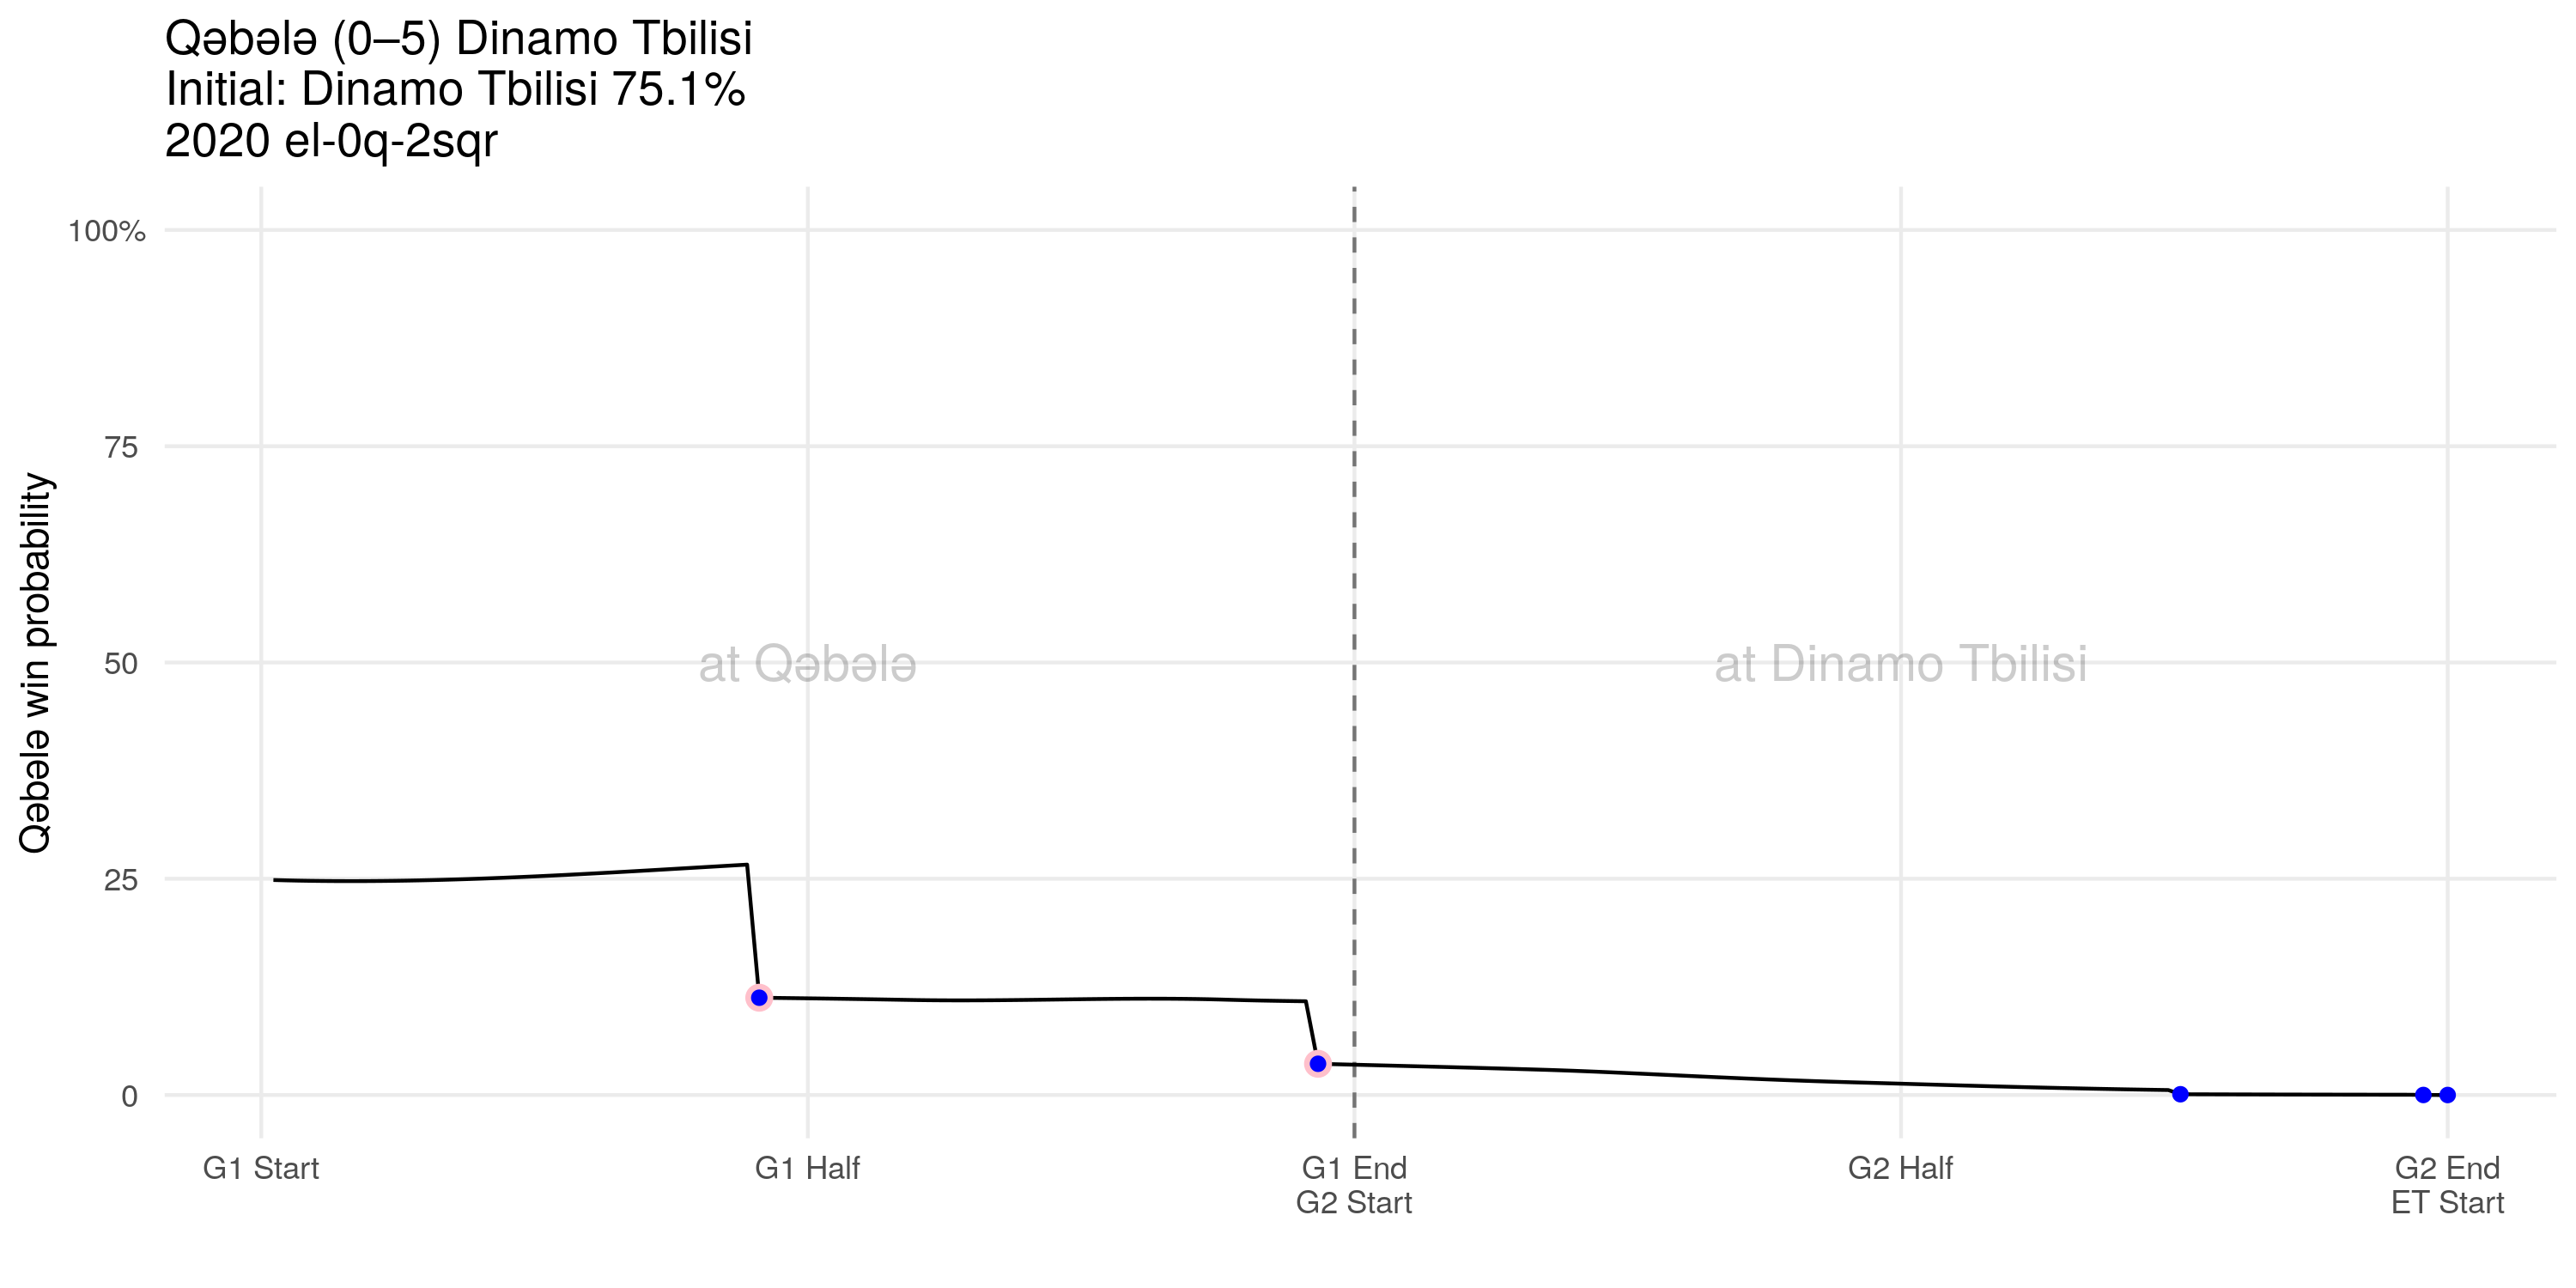 Qəbələ (0–5) Dinamo Tbilisi
Initial: Dinamo Tbilisi 75.1%
2020 el-0q-2sqr
Qəbələ win probability
100%
75
50
25
0
at Qəbələ
at Dinamo Tbilisi
G1 Start
G1 Half
G1 End
G2 Start
G2 Half
G2 End
ET Start